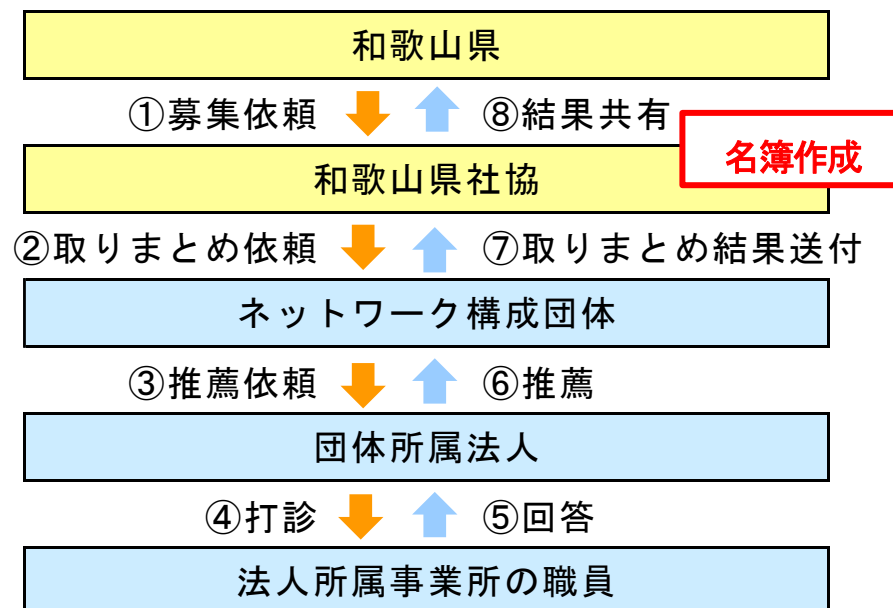 和歌山県
①募集依頼 ⑧結果共有
名簿作成
和歌山県社協
②取りまとめ依頼 ⑦取りまとめ結果送付
ネットワーク構成団体
③推薦依頼 ⑥推薦
団体所属法人
④打診 ⑤回答
法人所属事業所の職員